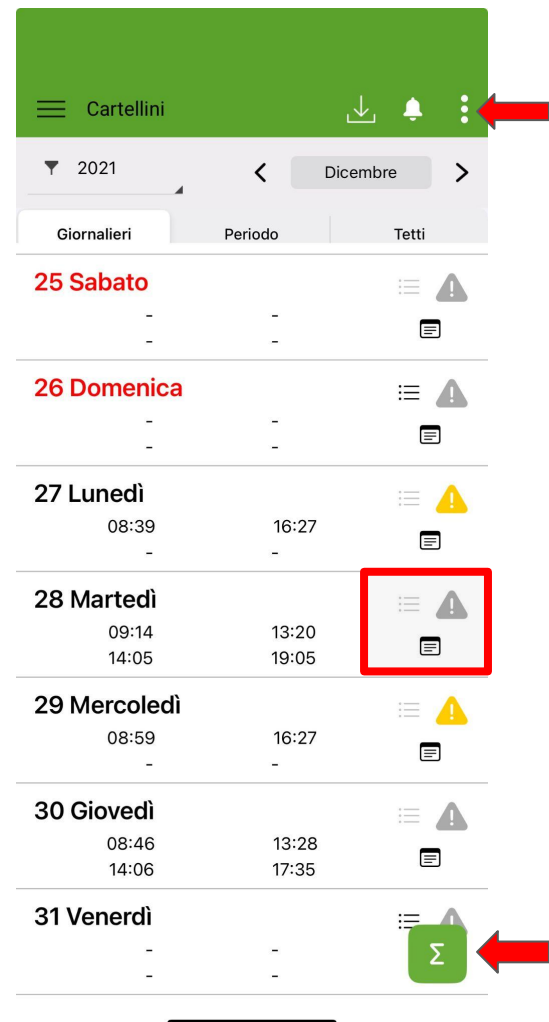 Cartellini
2021 Dicembre
Giornalieri Periodo Tetti
25 Sabato
- -
- -
26 Domenica
- -
- -
27 Lunedì
08:39 16:27
- -
28 Martedì
09:14 13:20
14:05 19:05
29 Mercoledì
08:59 16:27
- -
30 Giovedì
08:46 13:28
14:06 17:35
31 Venerdì
- -
- -
Σ